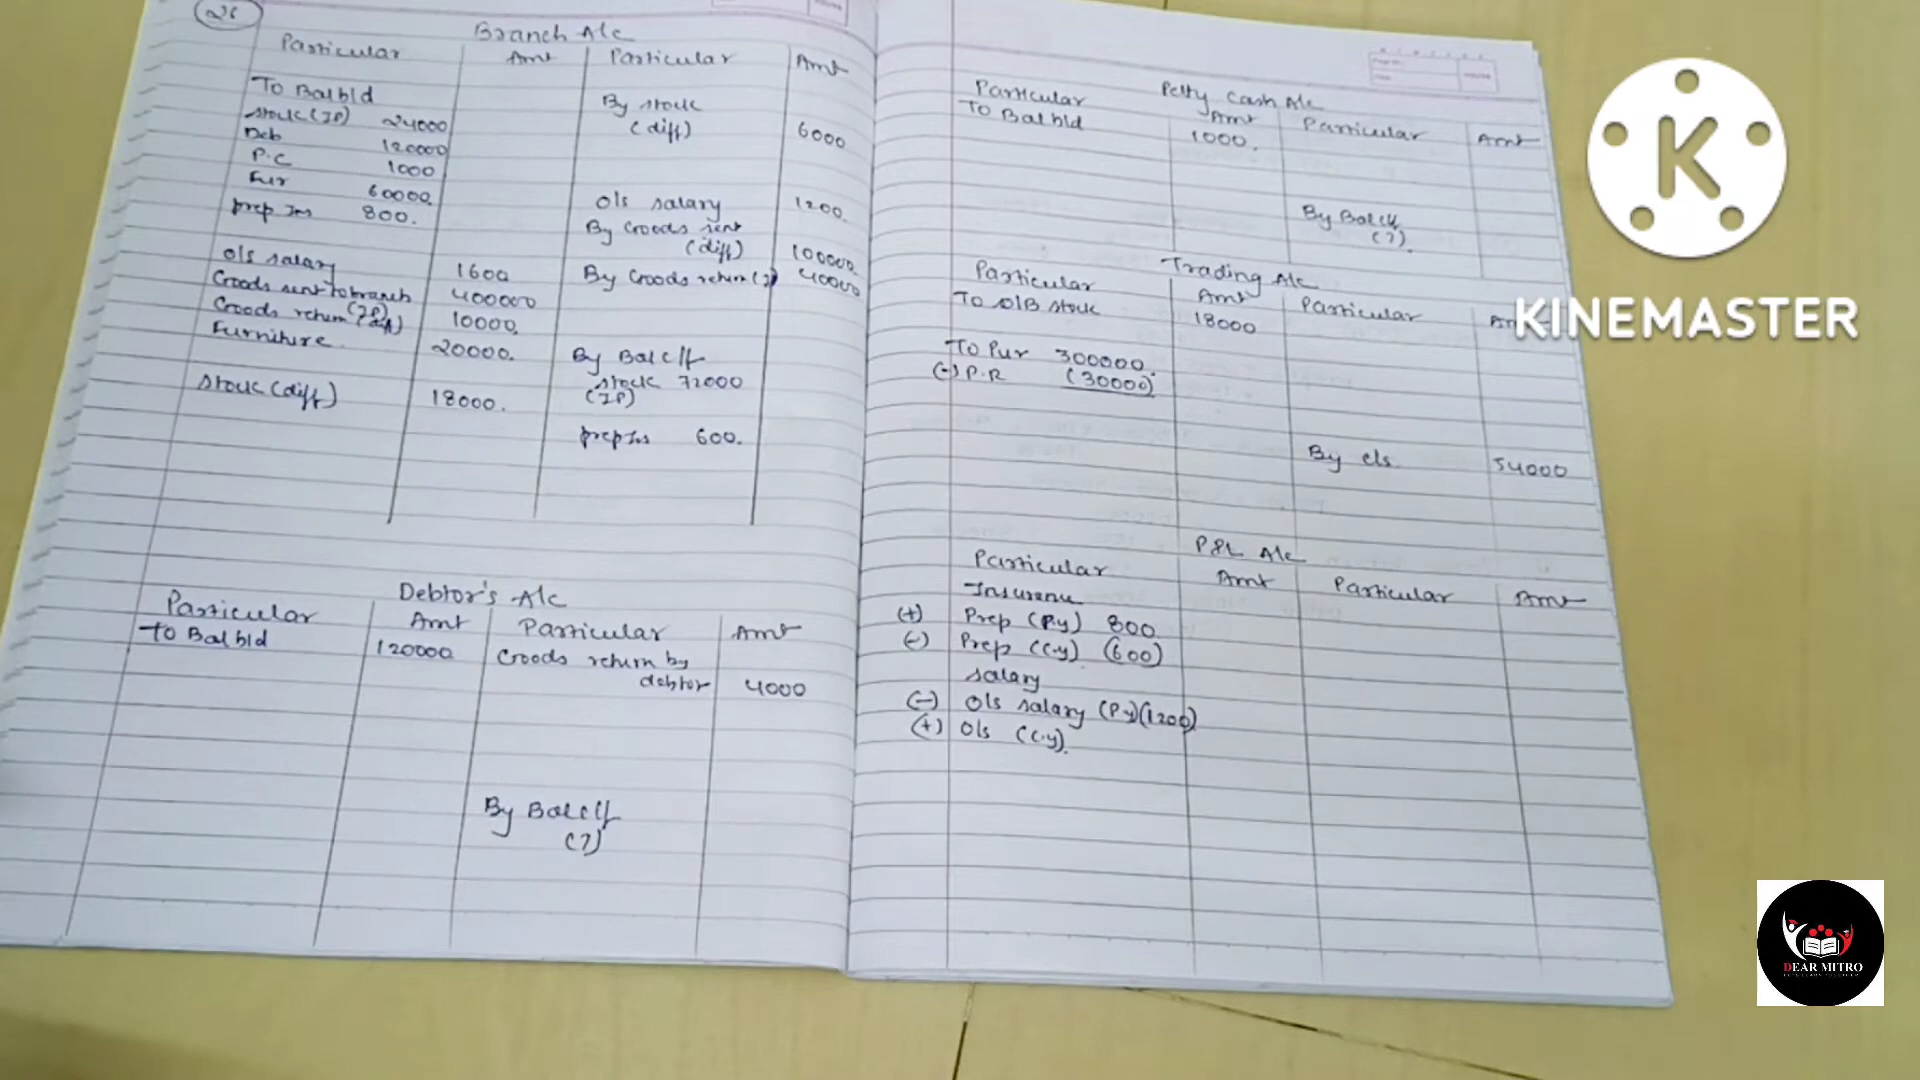 26
Branch A/c
Particular Amt Particular Amt
To Bal b/d
Stock (IP) 24000
Deb 120000
P.C 1000
Fur 60000
prep Ins 800.
By stock
(diff) 6000
o/s salary 1200
By Goods sent
(diff) 100000
o/s salary 1600
By Goods return (I) 40000
Goods sent to branch
(IP) 400000
Goods return (diff) 10000.
Furniture. 20000.
By Bal c/f
stock 72000
(IP)
Stock (diff) 18000.
prep Ins 600.
Debtor's A/c
Particular Amt Particular Amt
To Bal b/d 120000 Goods return by
debtor 4000
By Bal c/f
(?)
Petty Cash A/c
Particular Amt Particular Amt
To Bal b/d 1000.
By Bal c/f
(?)
Trading A/c
Particular Amt Particular
To O/B Stock 18000
To Pur 300000.
(-) P.R (30000)
By cls 54000
P&L A/c
Particular Amt Particular Amt
Insurance
(+) Prep (P.y) 800
(-) Prep (C.y) (600)
salary
(-) O/s salary (P.y) (1200)
(+) O/s (C.y).
K
KINEMASTER
DEAR MITRO